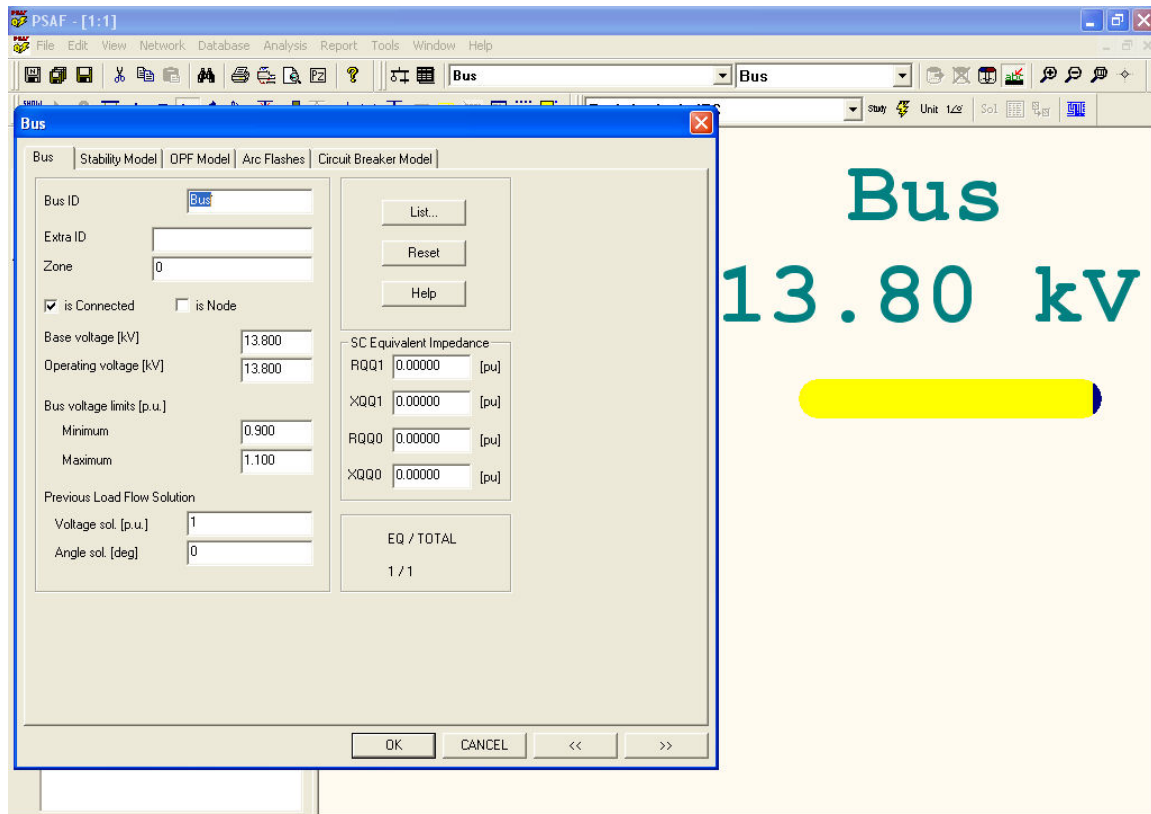 PSAF - [1:1]
File Edit View Network Database Analysis Report Tools Window Help
Bus Bus
Study Unit Sol
Bus
Bus Stability Model OPF Model Arc Flashes Circuit Breaker Model
Bus ID Bus
Extra ID
Zone 0
is Connected is Node
Base voltage [kV] 13.800
Operating voltage [kV] 13.800
Bus voltage limits [p.u.]
Minimum 0.900
Maximum 1.100
Previous Load Flow Solution
Voltage sol. [p.u.] 1
Angle sol. [deg] 0
List...
Reset
Help
SC Equivalent Impedance
RQQ1 0.00000 [pu]
XQQ1 0.00000 [pu]
RQQ0 0.00000 [pu]
XQQ0 0.00000 [pu]
EQ / TOTAL
1 / 1
OK CANCEL << >>
Bus
13.80 kV